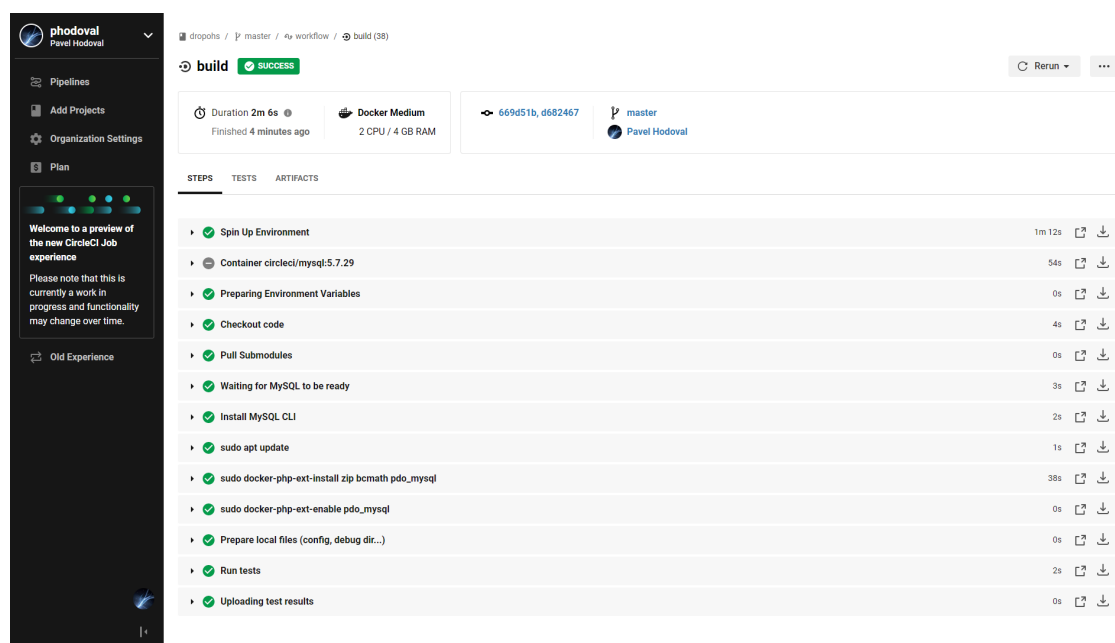 phodoval
Pavel Hodoval
Pipelines
Add Projects
Organization Settings
Plan
Welcome to a preview of
the new CircleCI Job
experience
Please note that this is
currently a work in
progress and functionality
may change over time.
Old Experience
dropohs / master / workflow / build (38)
build SUCCESS
Rerun
Duration 2m 6s
Finished 4 minutes ago
Docker Medium
2 CPU / 4 GB RAM
669d51b, d682467
master
Pavel Hodoval
STEPS TESTS ARTIFACTS
Spin Up Environment 1m 12s
Container circleci/mysql:5.7.29 54s
Preparing Environment Variables 0s
Checkout code 4s
Pull Submodules 0s
Waiting for MySQL to be ready 3s
Install MySQL CLI 2s
sudo apt update 1s
sudo docker-php-ext-install zip bcmath pdo_mysql 38s
sudo docker-php-ext-enable pdo_mysql 0s
Prepare local files (config, debug dir...) 0s
Run tests 2s
Uploading test results 0s